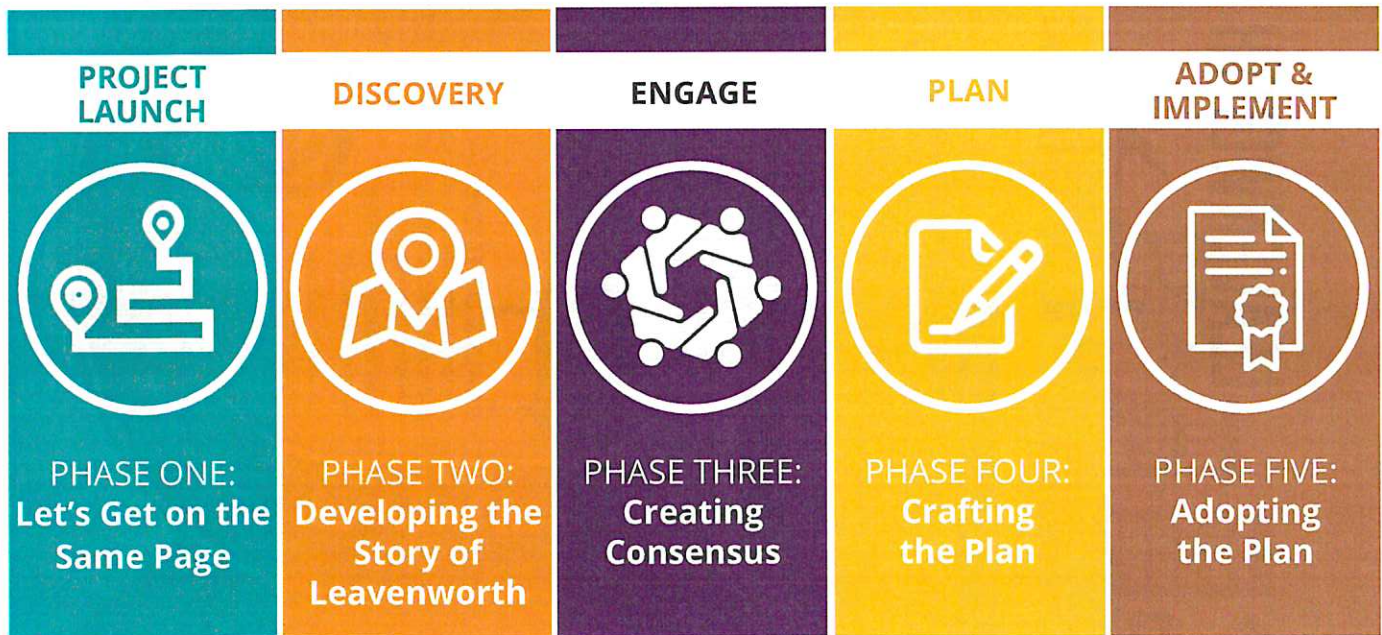 PROJECT
LAUNCH
DISCOVERY
ENGAGE
PLAN
ADOPT &
IMPLEMENT
PHASE ONE:
Let's Get on the
Same Page
PHASE TWO:
Developing the
Story of
Leavenworth
PHASE THREE:
Creating
Consensus
PHASE FOUR:
Crafting
the Plan
PHASE FIVE:
Adopting
the Plan